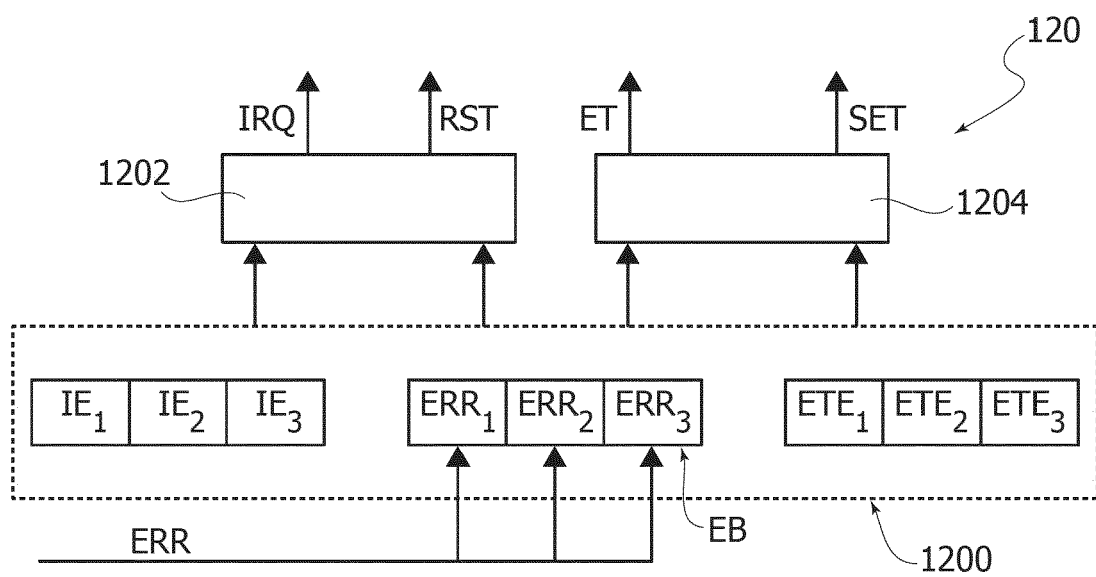 120
IRQ RST ET SET
1202
1204
IE1 IE2 IE3 ERR1 ERR2 ERR3 ETE1 ETE2 ETE3
ERR EB
1200